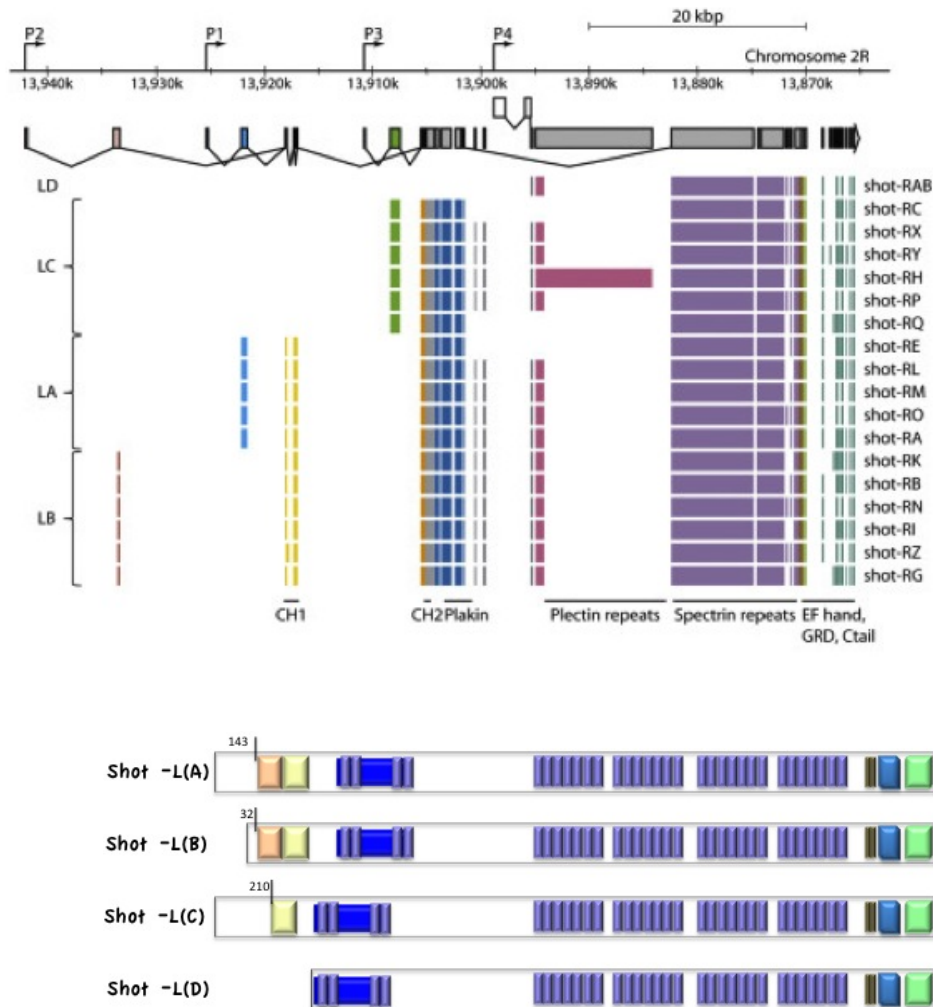 20 kbp
P2 P1 P3 P4
Chromosome 2R
13,940k 13,930k 13,920k 13,910k 13,900k 13,890k 13,880k 13,870k
LD shot-RAB
shot-RC
shot-RX
shot-RY
LC shot-RH
shot-RP
shot-RQ
shot-RE
shot-RL
LA shot-RM
shot-RO
shot-RA
shot-RK
shot-RB
LB shot-RN
shot-RI
shot-RZ
shot-RG
CH1 CH2 Plakin Plectin repeats Spectrin repeats EF hand,
GRD, Ctail
143
Shot -L(A)
32
Shot -L(B)
210
Shot -L(C)
Shot -L(D)